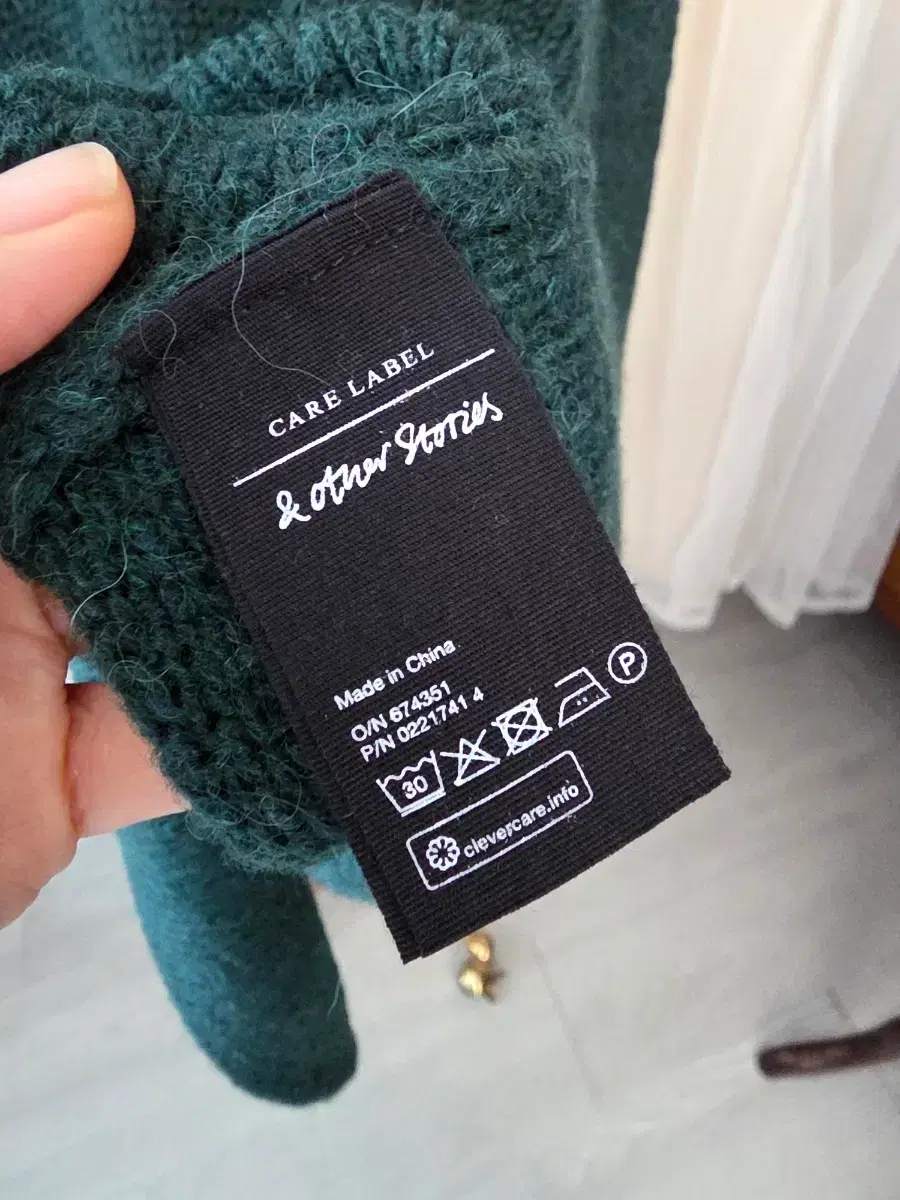 CARE LABEL
& other Stories
Made in China
O/N 674351
P/N 0221741 4
30
P
clevercare.info